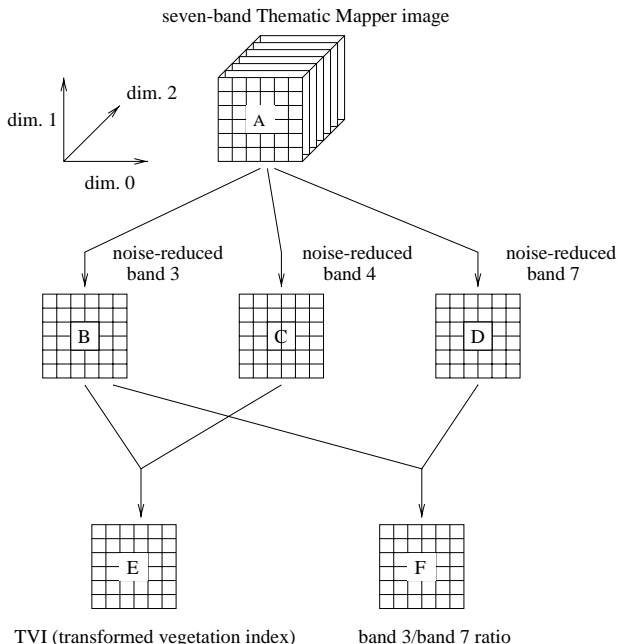 seven-band Thematic Mapper image
dim. 2
dim. 1
A
dim. 0
noise-reduced
band 3
noise-reduced
band 4
noise-reduced
band 7
B
C
D
E
F
TVI (transformed vegetation index)
band 3/band 7 ratio